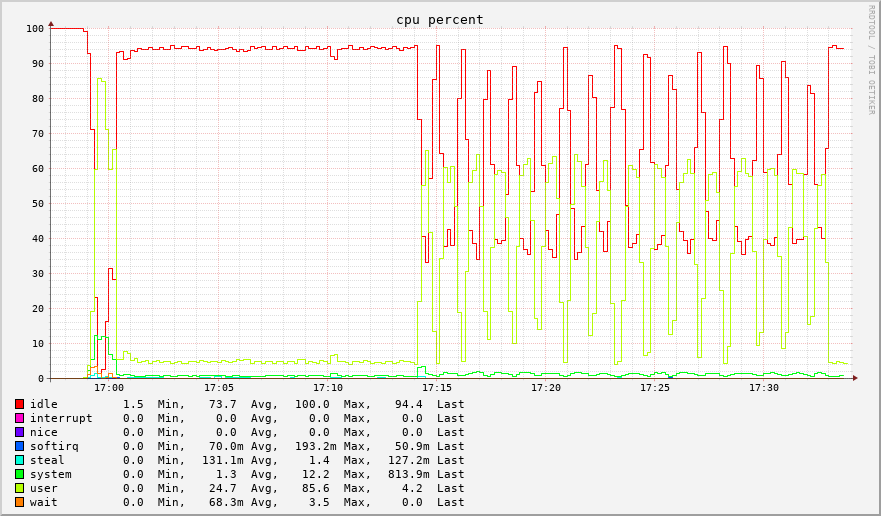 cpu percent
RRDTOOL / TOBI OETIKER
100
90
80
70
60
50
40
30
20
10
0
17:00 17:05 17:10 17:15 17:20 17:25 17:30
idle 1.5 Min, 73.7 Avg, 100.0 Max, 94.4 Last
interrupt 0.0 Min, 0.0 Avg, 0.0 Max, 0.0 Last
nice 0.0 Min, 0.0 Avg, 0.0 Max, 0.0 Last
softirq 0.0 Min, 70.0m Avg, 193.2m Max, 50.9m Last
steal 0.0 Min, 131.1m Avg, 1.4 Max, 127.2m Last
system 0.0 Min, 1.3 Avg, 12.2 Max, 813.9m Last
user 0.0 Min, 24.7 Avg, 85.6 Max, 4.2 Last
wait 0.0 Min, 68.3m Avg, 3.5 Max, 0.0 Last